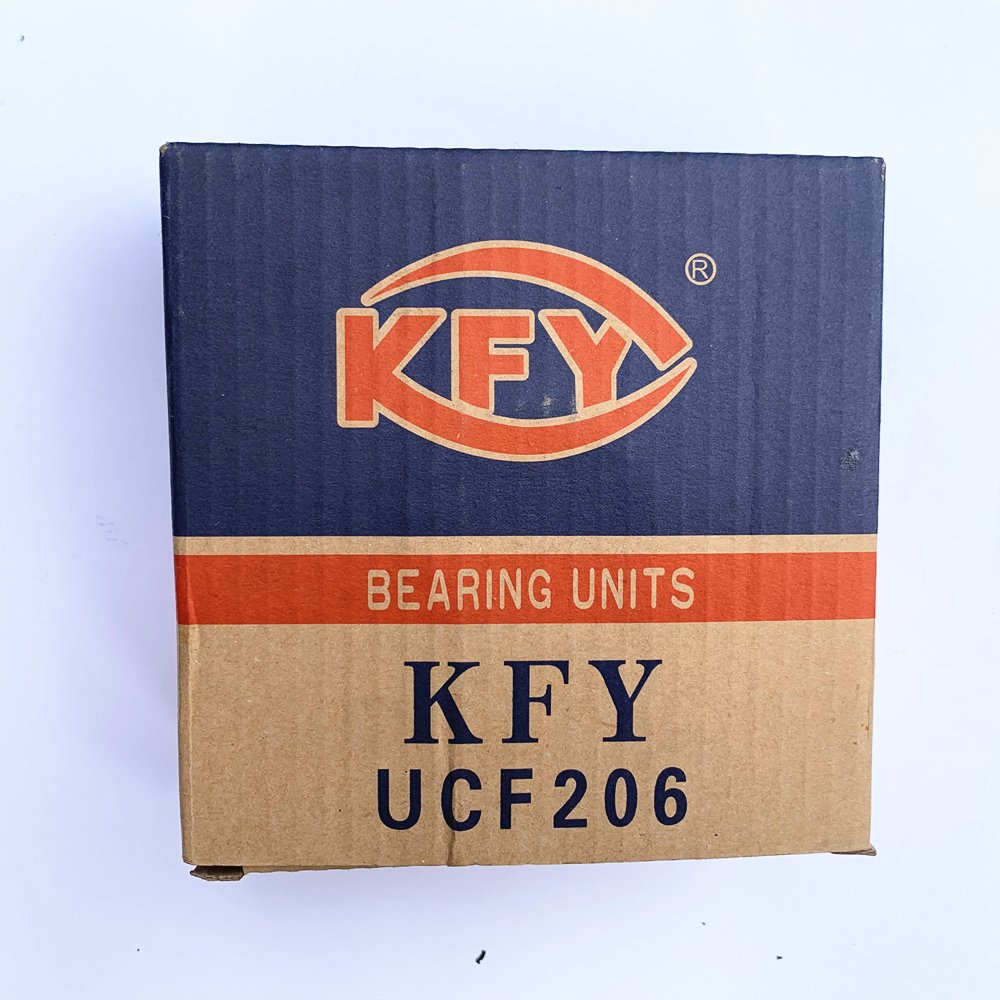 KFY ®
BEARING UNITS
KFY
UCF206